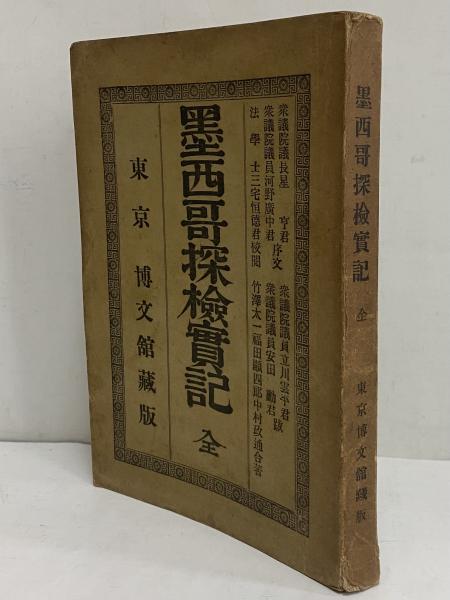 衆議院議長星 亨君 序文 衆議院議員立川雲平君 跋
衆議院議員河野廣中君 衆議院議員安田 勳君
法學士三宅恒德君校閲 竹澤太一福田顯四郎中村政道合著
墨西哥探檢實記 全
東京 博文館藏版
墨西哥探檢實記 全 東京博文館藏版